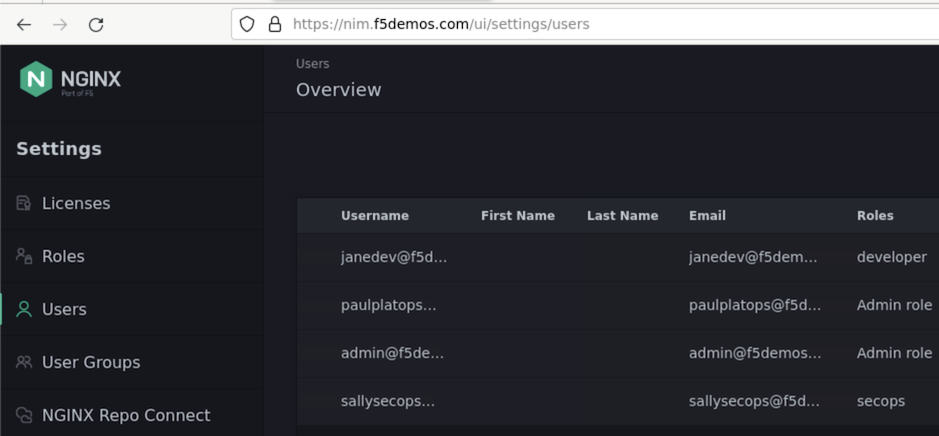 https://nim.f5demos.com/ui/settings/users
NGINX
Part of F5
Users
Overview
Settings
Licenses
Roles
Users
User Groups
NGINX Repo Connect
Username First Name Last Name Email Roles
janedev@f5d... janedev@f5dem... developer
paulplatops... paulplatops@f5d... Admin role
admin@f5de... admin@f5demos... Admin role
sallysecops... sallysecops@f5d... secops